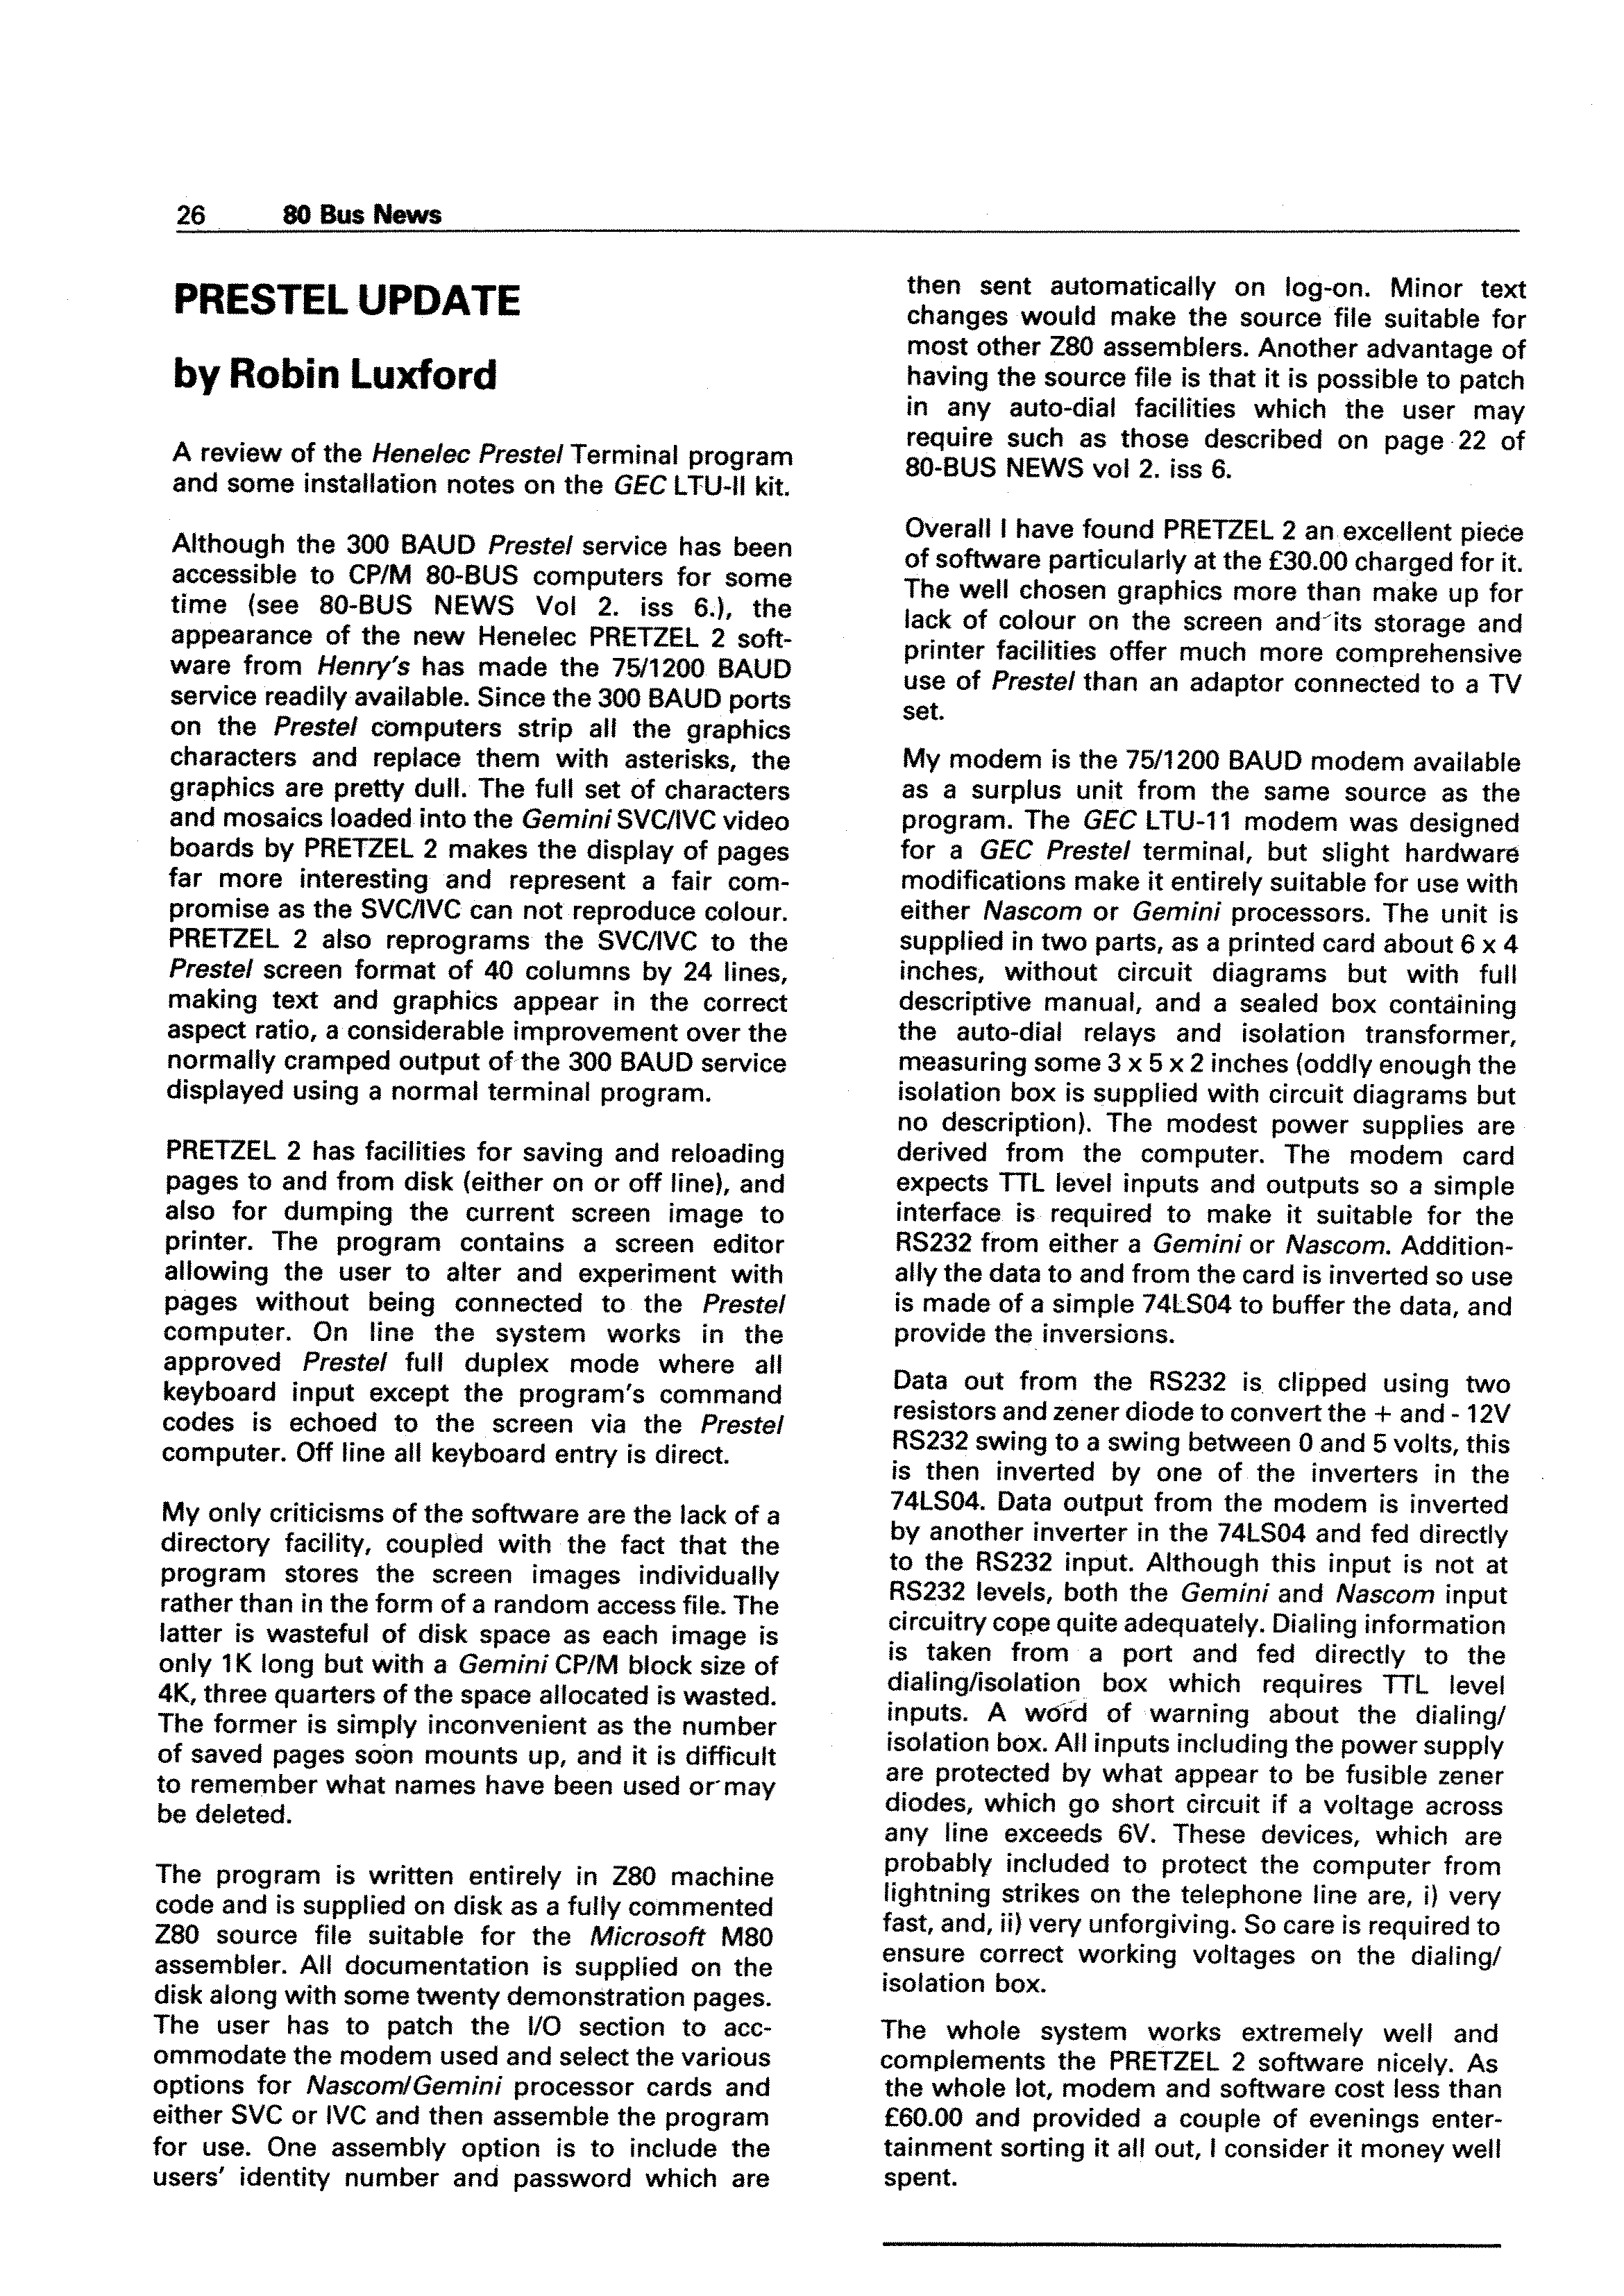 26 80 Bus News
PRESTEL UPDATE
by Robin Luxford
A review of the Henelec Prestel Terminal program
and some installation notes on the GEC LTU-II kit.
Although the 300 BAUD Prestel service has been
accessible to CP/M 80-BUS computers for some
time (see 80-BUS NEWS Vol 2. iss 6.), the
appearance of the new Henelec PRETZEL 2 soft-
ware from Henry's has made the 75/1200 BAUD
service readily available. Since the 300 BAUD ports
on the Prestel computers strip all the graphics
characters and replace them with asterisks, the
graphics are pretty dull. The full set of characters
and mosaics loaded into the Gemini SVC/IVC video
boards by PRETZEL 2 makes the display of pages
far more interesting and represent a fair com-
promise as the SVC/IVC can not reproduce colour.
PRETZEL 2 also reprograms the SVC/IVC to the
Prestel screen format of 40 columns by 24 lines,
making text and graphics appear in the correct
aspect ratio, a considerable improvement over the
normally cramped output of the 300 BAUD service
displayed using a normal terminal program.
PRETZEL 2 has facilities for saving and reloading
pages to and from disk (either on or off line), and
also for dumping the current screen image to
printer. The program contains a screen editor
allowing the user to alter and experiment with
pages without being connected to the Prestel
computer. On line the system works in the
approved Prestel full duplex mode where all
keyboard input except the program's command
codes is echoed to the screen via the Prestel
computer. Off line all keyboard entry is direct.
My only criticisms of the software are the lack of a
directory facility, coupled with the fact that the
program stores the screen images individually
rather than in the form of a random access file. The
latter is wasteful of disk space as each image is
only 1K long but with a Gemini CP/M block size of
4K, three quarters of the space allocated is wasted.
The former is simply inconvenient as the number
of saved pages soon mounts up, and it is difficult
to remember what names have been used or may
be deleted.
The program is written entirely in Z80 machine
code and is supplied on disk as a fully commented
Z80 source file suitable for the Microsoft M80
assembler. All documentation is supplied on the
disk along with some twenty demonstration pages.
The user has to patch the I/O section to acc-
ommodate the modem used and select the various
options for Nascom/Gemini processor cards and
either SVC or IVC and then assemble the program
for use. One assembly option is to include the
users' identity number and password which are
then sent automatically on log-on. Minor text
changes would make the source file suitable for
most other Z80 assemblers. Another advantage of
having the source file is that it is possible to patch
in any auto-dial facilities which the user may
require such as those described on page 22 of
80-BUS NEWS vol 2. iss 6.
Overall I have found PRETZEL 2 an excellent piece
of software particularly at the £30.00 charged for it.
The well chosen graphics more than make up for
lack of colour on the screen and its storage and
printer facilities offer much more comprehensive
use of Prestel than an adaptor connected to a TV
set.
My modem is the 75/1200 BAUD modem available
as a surplus unit from the same source as the
program. The GEC LTU-11 modem was designed
for a GEC Prestel terminal, but slight hardware
modifications make it entirely suitable for use with
either Nascom or Gemini processors. The unit is
supplied in two parts, as a printed card about 6 x 4
inches, without circuit diagrams but with full
descriptive manual, and a sealed box containing
the auto-dial relays and isolation transformer,
measuring some 3 x 5 x 2 inches (oddly enough the
isolation box is supplied with circuit diagrams but
no description). The modest power supplies are
derived from the computer. The modem card
expects TTL level inputs and outputs so a simple
interface is required to make it suitable for the
RS232 from either a Gemini or Nascom. Addition-
ally the data to and from the card is inverted so use
is made of a simple 74LS04 to buffer the data, and
provide the inversions.
Data out from the RS232 is clipped using two
resistors and zener diode to convert the + and - 12V
RS232 swing to a swing between 0 and 5 volts, this
is then inverted by one of the inverters in the
74LS04. Data output from the modem is inverted
by another inverter in the 74LS04 and fed directly
to the RS232 input. Although this input is not at
RS232 levels, both the Gemini and Nascom input
circuitry cope quite adequately. Dialing information
is taken from a port and fed directly to the
dialing/isolation box which requires TTL level
inputs. A word of warning about the dialing/
isolation box. All inputs including the power supply
are protected by what appear to be fusible zener
diodes, which go short circuit if a voltage across
any line exceeds 6V. These devices, which are
probably included to protect the computer from
lightning strikes on the telephone line are, i) very
fast, and, ii) very unforgiving. So care is required to
ensure correct working voltages on the dialing/
isolation box.
The whole system works extremely well and
complements the PRETZEL 2 software nicely. As
the whole lot, modem and software cost less than
£60.00 and provided a couple of evenings enter-
tainment sorting it all out, I consider it money well
spent.